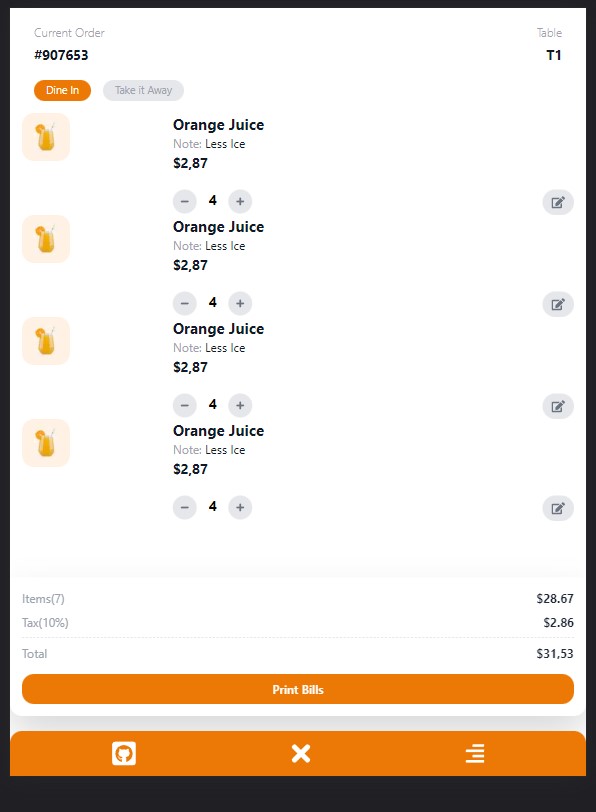 Current Order Table
#907653 T1
Dine In Take it Away
Orange Juice
Note: Less Ice
$2,87
− 4 +
Orange Juice
Note: Less Ice
$2,87
− 4 +
Orange Juice
Note: Less Ice
$2,87
− 4 +
Orange Juice
Note: Less Ice
$2,87
− 4 +
Items(7) $28.67
Tax(10%) $2.86
Total $31,53
Print Bills